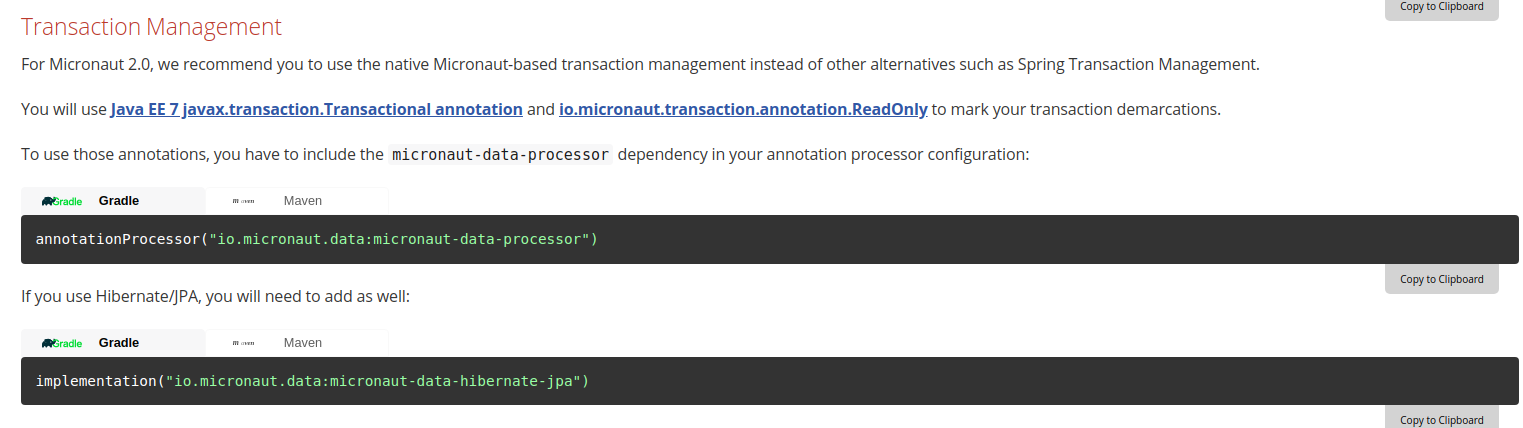 Copy to Clipboard
Transaction Management
For Micronaut 2.0, we recommend you to use the native Micronaut-based transaction management instead of other alternatives such as Spring Transaction Management.
You will use Java EE 7 javax.transaction.Transactional annotation and io.micronaut.transaction.annotation.ReadOnly to mark your transaction demarcations.
To use those annotations, you have to include the micronaut-data-processor dependency in your annotation processor configuration:
Gradle Gradle Maven Maven
annotationProcessor("io.micronaut.data:micronaut-data-processor")
Copy to Clipboard
If you use Hibernate/JPA, you will need to add as well:
Gradle Gradle Maven Maven
implementation("io.micronaut.data:micronaut-data-hibernate-jpa")
Copy to Clipboard